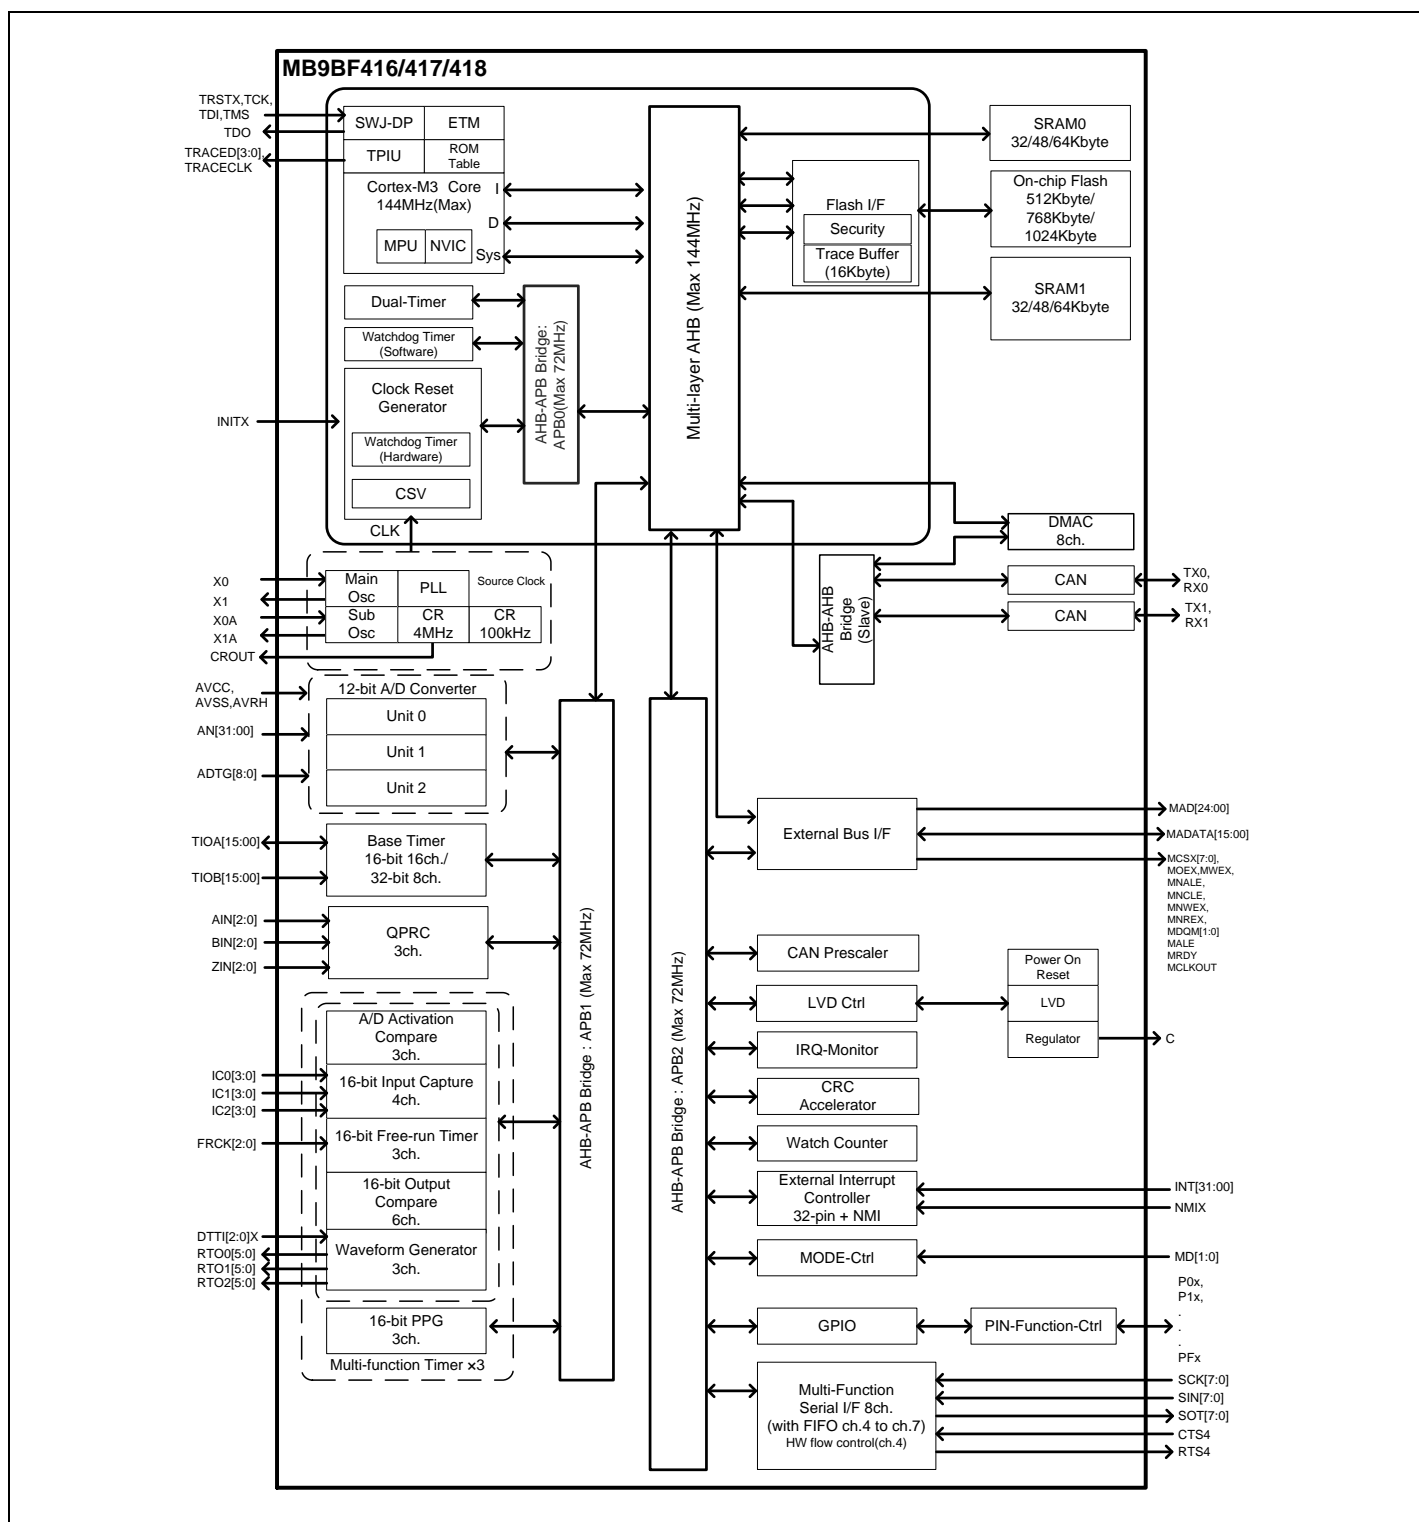 MB9BF416/417/418
TRSTX,TCK,
TDI,TMS
TDO
TRACED[3:0],
TRACECLK
SWJ-DP
ETM
TPIU
ROM
Table
Cortex-M3 Core
144MHz(Max)
I
D
Sys
MPU
NVIC
Dual-Timer
Watchdog Timer
(Software)
Clock Reset
Generator
Watchdog Timer
(Hardware)
CSV
CLK
INITX
AHB-APB Bridge:
APB0(Max 72MHz)
Multi-layer AHB (Max 144MHz)
Flash I/F
Security
Trace Buffer
(16Kbyte)
SRAM0
32/48/64Kbyte
On-chip Flash
512Kbyte/
768Kbyte/
1024Kbyte
SRAM1
32/48/64Kbyte
DMAC
8ch.
CAN
CAN
TX0,
RX0
TX1,
RX1
AHB-AHB
Bridge
(Slave)
X0
X1
X0A
X1A
CROUT
Main
Osc
PLL
Source Clock
Sub
Osc
CR
4MHz
CR
100kHz
AVCC,
AVSS,AVRH
AN[31:00]
ADTG[8:0]
12-bit A/D Converter
Unit 0
Unit 1
Unit 2
TIOA[15:00]
TIOB[15:00]
Base Timer
16-bit 16ch./
32-bit 8ch.
AIN[2:0]
BIN[2:0]
ZIN[2:0]
QPRC
3ch.
A/D Activation
Compare
3ch.
IC0[3:0]
IC1[3:0]
IC2[3:0]
16-bit Input Capture
4ch.
FRCK[2:0]
16-bit Free-run Timer
3ch.
16-bit Output
Compare
6ch.
DTTI[2:0]X
RTO0[5:0]
RTO1[5:0]
RTO2[5:0]
Waveform Generator
3ch.
16-bit PPG
3ch.
Multi-function Timer ×3
AHB-APB Bridge : APB1 (Max 72MHz)
AHB-APB Bridge : APB2 (Max 72MHz)
External Bus I/F
MAD[24:00]
MADATA[15:00]
MCSX[7:0],
MOEX,MWEX,
MNALE,
MNCLE,
MNWEX,
MNREX,
MDQM[1:0]
MALE
MRDY
MCLKOUT
CAN Prescaler
LVD Ctrl
Power On
Reset
LVD
Regulator
C
IRQ-Monitor
CRC
Accelerator
Watch Counter
External Interrupt
Controller
32-pin + NMI
INT[31:00]
NMIX
MODE-Ctrl
MD[1:0]
GPIO
PIN-Function-Ctrl
P0x,
P1x,
.
.
.
PFx
Multi-Function
Serial I/F 8ch.
(with FIFO ch.4 to ch.7)
HW flow control(ch.4)
SCK[7:0]
SIN[7:0]
SOT[7:0]
CTS4
RTS4